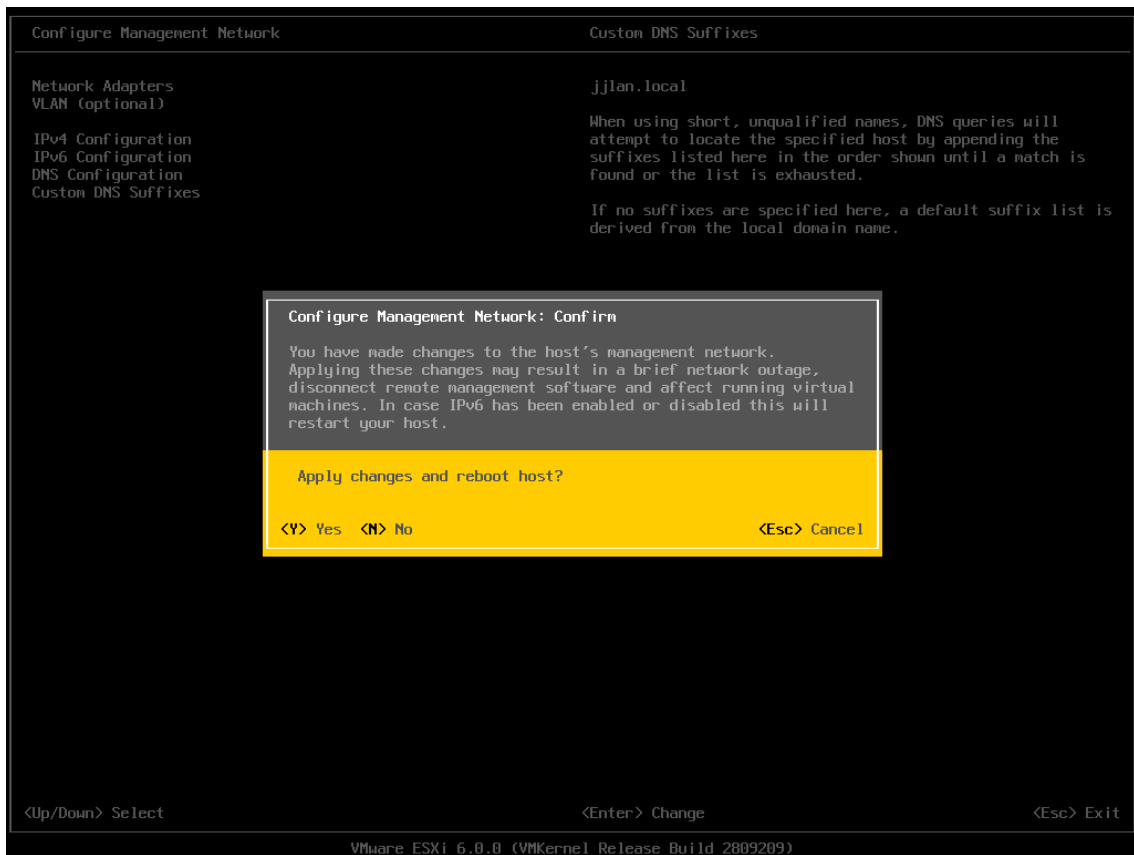 Configure Management Network
Custom DNS Suffixes
Network Adapters
VLAN (optional)
IPv4 Configuration
IPv6 Configuration
DNS Configuration
Custom DNS Suffixes
jjlan.local
When using short, unqualified names, DNS queries will
attempt to locate the specified host by appending the
suffixes listed here in the order shown until a match is
found or the list is exhausted.
If no suffixes are specified here, a default suffix list is
derived from the local domain name.
Configure Management Network: Confirm
You have made changes to the host's management network.
Applying these changes may result in a brief network outage,
disconnect remote management software and affect running virtual
machines. In case IPv6 has been enabled or disabled this will
restart your host.
Apply changes and reboot host?
<Y> Yes <N> No <Esc> Cancel
<Up/Down> Select <Enter> Change <Esc> Exit
VMware ESXi 6.0.0 (VMKernel Release Build 2809209)